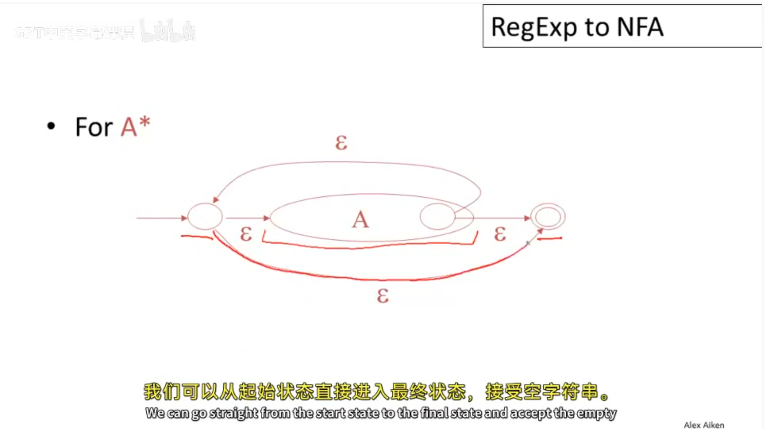 RegExp to NFA
• For A*
ε
A
ε
ε
ε
我们可以从起始状态直接进入最终状态，接受空字符串。
We can go straight from the start state to the final state and accept the empty
Alex Aiken